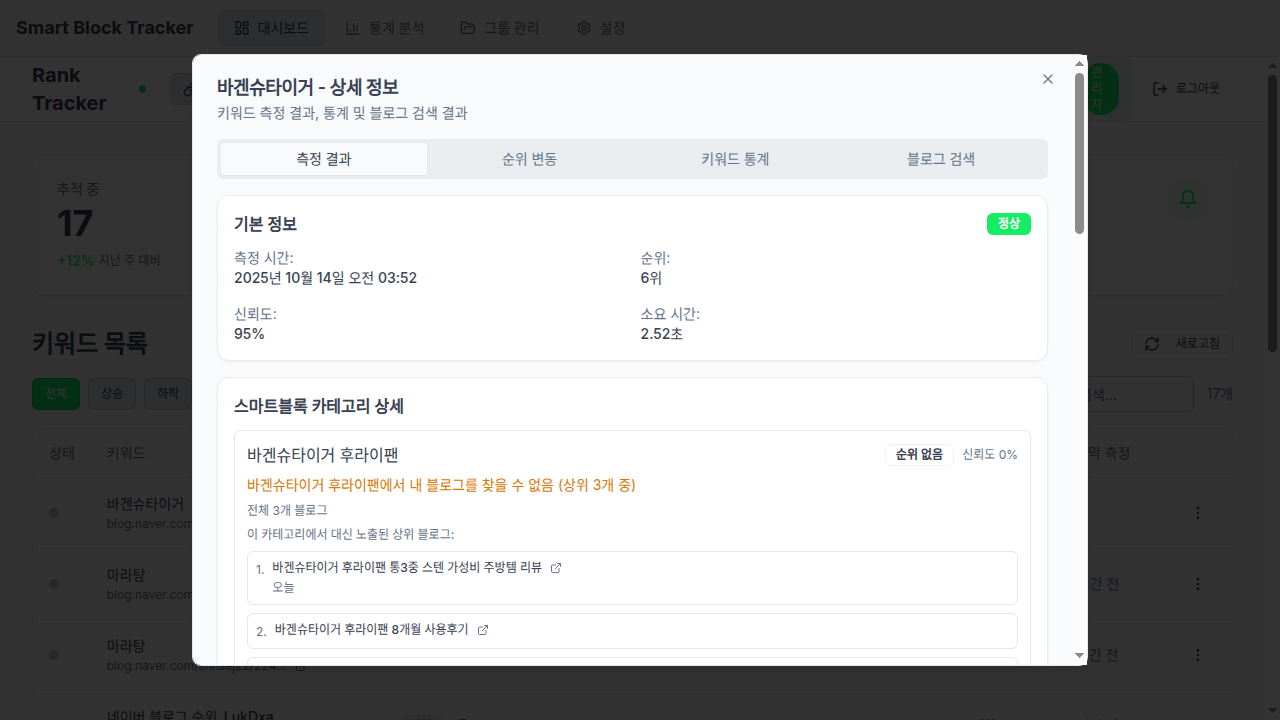 Smart Block Tracker
대시보드
통계 분석
그룹 관리
설정
Rank
Tracker
관
리
자
로그아웃
바겐슈타이거 - 상세 정보
키워드 측정 결과, 통계 및 블로그 검색 결과
측정 결과
순위 변동
키워드 통계
블로그 검색
추적 중
17
+12% 지난 주 대비
기본 정보
정상
측정 시간:
2025년 10월 14일 오전 03:52
순위:
6위
신뢰도:
95%
소요 시간:
2.52초
키워드 목록
새로고침
전체
상승
하락
17개
스마트블록 카테고리 상세
상태
키워드
측정
바겐슈타이거 후라이팬
순위 없음
신뢰도 0%
바겐슈타이거 후라이팬에서 내 블로그를 찾을 수 없음 (상위 3개 중)
전체 3개 블로그
이 카테고리에서 대신 노출된 상위 블로그:
1. 바겐슈타이거 후라이팬 통3중 스텐 가성비 주방템 리뷰
오늘
2. 바겐슈타이거 후라이팬 8개월 사용후기
바겐슈타이거
blog.naver.com
마라탕
blog.naver.com
간 전
마라탕
간 전
네이버 블로그 순위_LukDxa